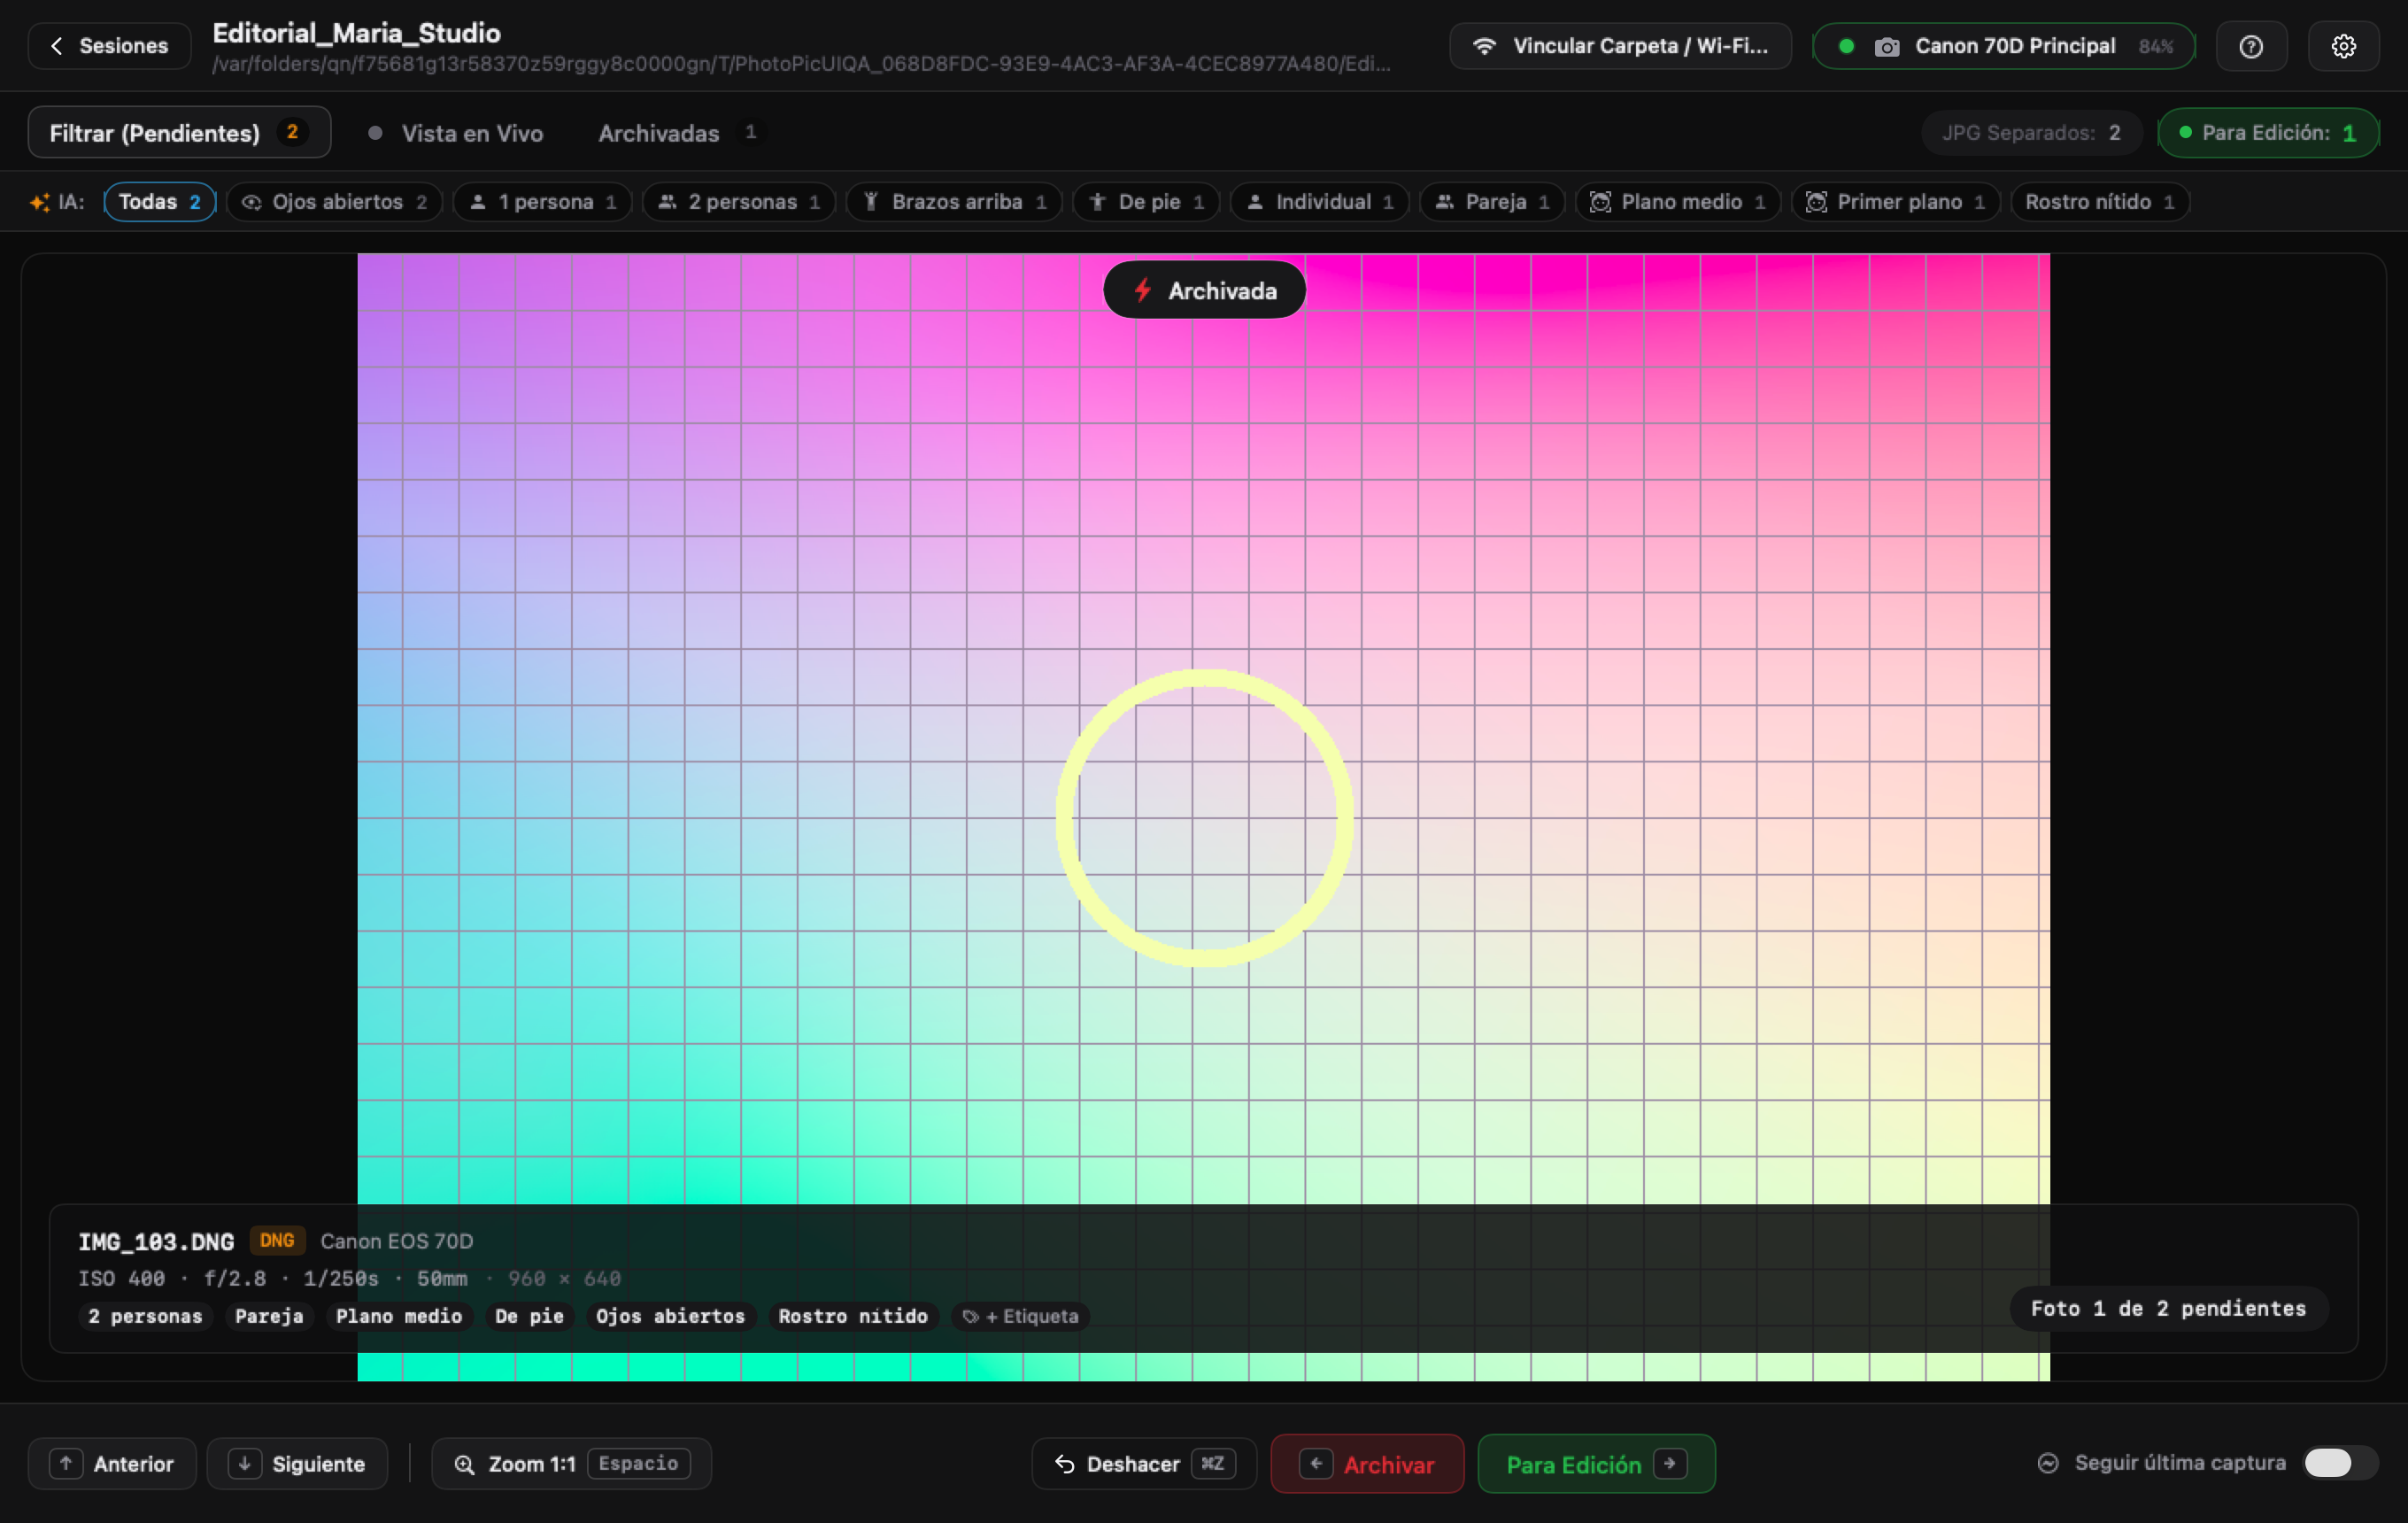 Sesiones
Editorial_Maria_Studio
/var/folders/qn/f75681g13r58370z59rggy8c0000gn/T/PhotoPicUIQA_068D8FDC-93E9-4AC3-AF3A-4CEC8977A480/Edi...
Vincular Carpeta / Wi-Fi...
Canon 70D Principal 84%
Filtrar (Pendientes) 2
Vista en Vivo
Archivadas 1
JPG Separados: 2
Para Edición: 1
IA:
Todas 2
Ojos abiertos 2
1 persona 1
2 personas 1
Brazos arriba 1
De pie 1
Individual 1
Pareja 1
Plano medio 1
Primer plano 1
Rostro nítido 1
Archivada
IMG_103.DNG DNG Canon EOS 70D
ISO 400 · f/2.8 · 1/250s · 50mm · 960 × 640
2 personas Pareja Plano medio De pie Ojos abiertos Rostro nítido + Etiqueta
Foto 1 de 2 pendientes
↑ Anterior
↓ Siguiente
Zoom 1:1 Espacio
Deshacer ⌘Z
← Archivar
Para Edición →
Seguir última captura